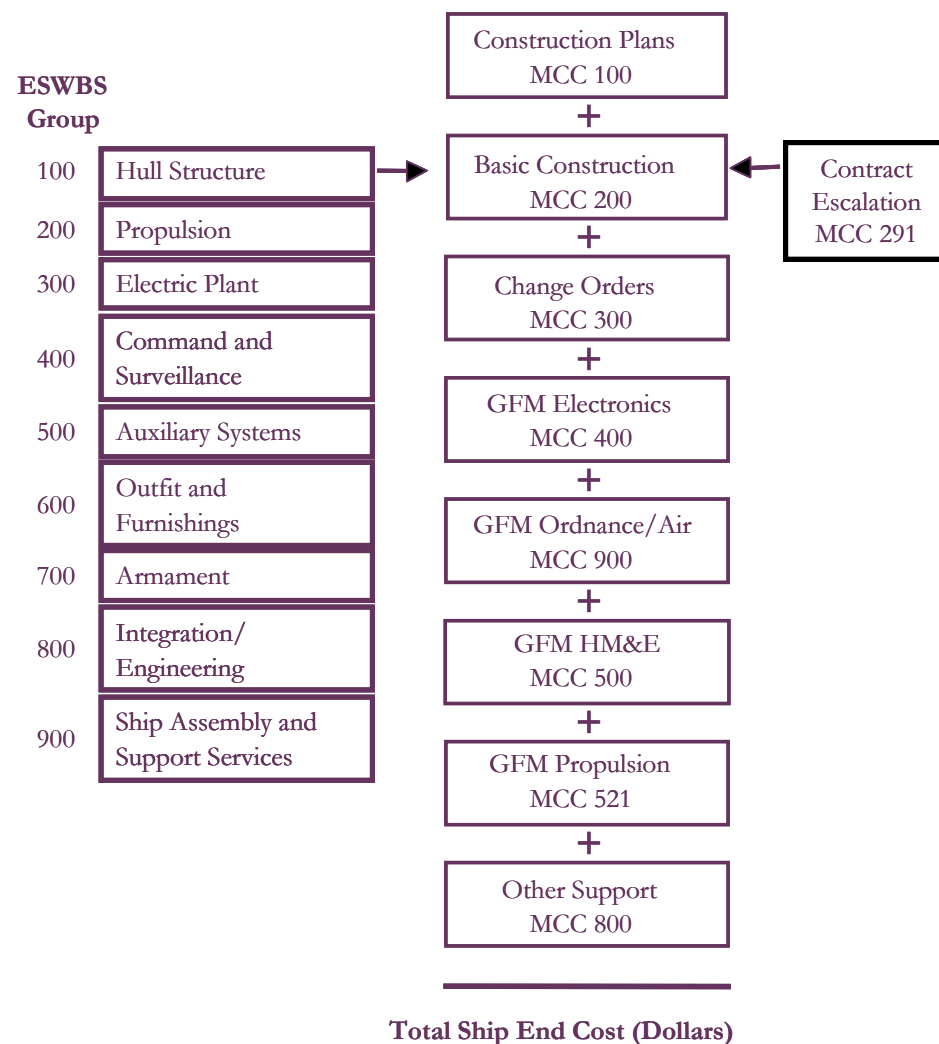 ESWBS
Group
100
Hull Structure
200
Propulsion
300
Electric Plant
400
Command and
Surveillance
500
Auxiliary Systems
600
Outfit and
Furnishings
700
Armament
800
Integration/
Engineering
900
Ship Assembly and
Support Services
Construction Plans
MCC 100
+
Basic Construction
MCC 200
+
Change Orders
MCC 300
+
GFM Electronics
MCC 400
+
GFM Ordnance/Air
MCC 900
+
GFM HM&E
MCC 500
+
GFM Propulsion
MCC 521
+
Other Support
MCC 800
Contract
Escalation
MCC 291
Total Ship End Cost (Dollars)